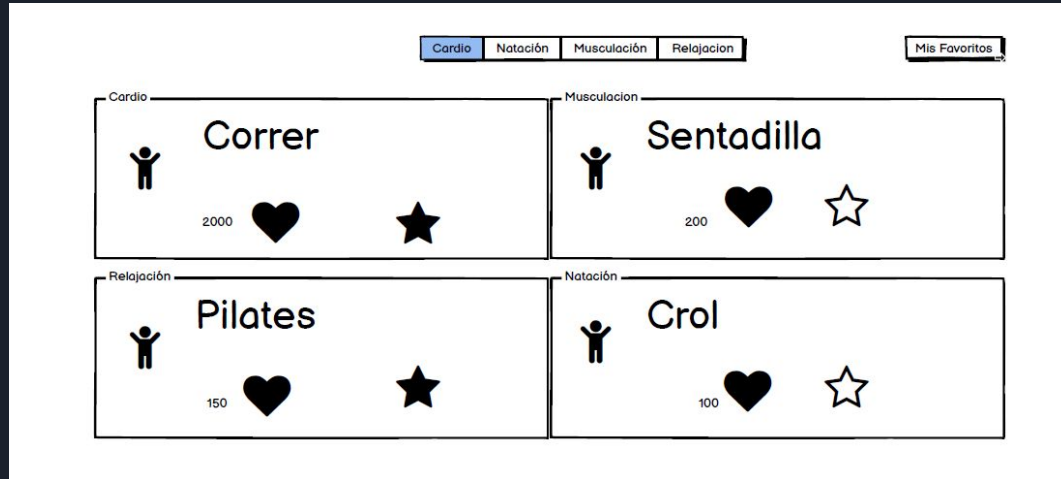 Cardio Natación Musculación Relajacion
Mis Favoritos
Cardio
Correr
2000
Musculacion
Sentadilla
200
Relajación
Pilates
150
Natación
Crol
100